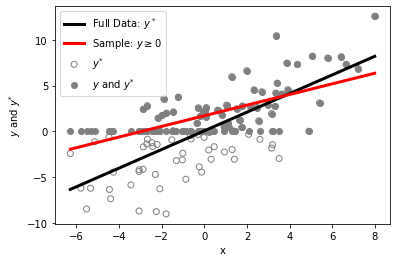 Full Data: y*
Sample: y ≥ 0
y*
y and y*
y and y*
10
5
0
−5
−10
−6 −4 −2 0 2 4 6 8
x